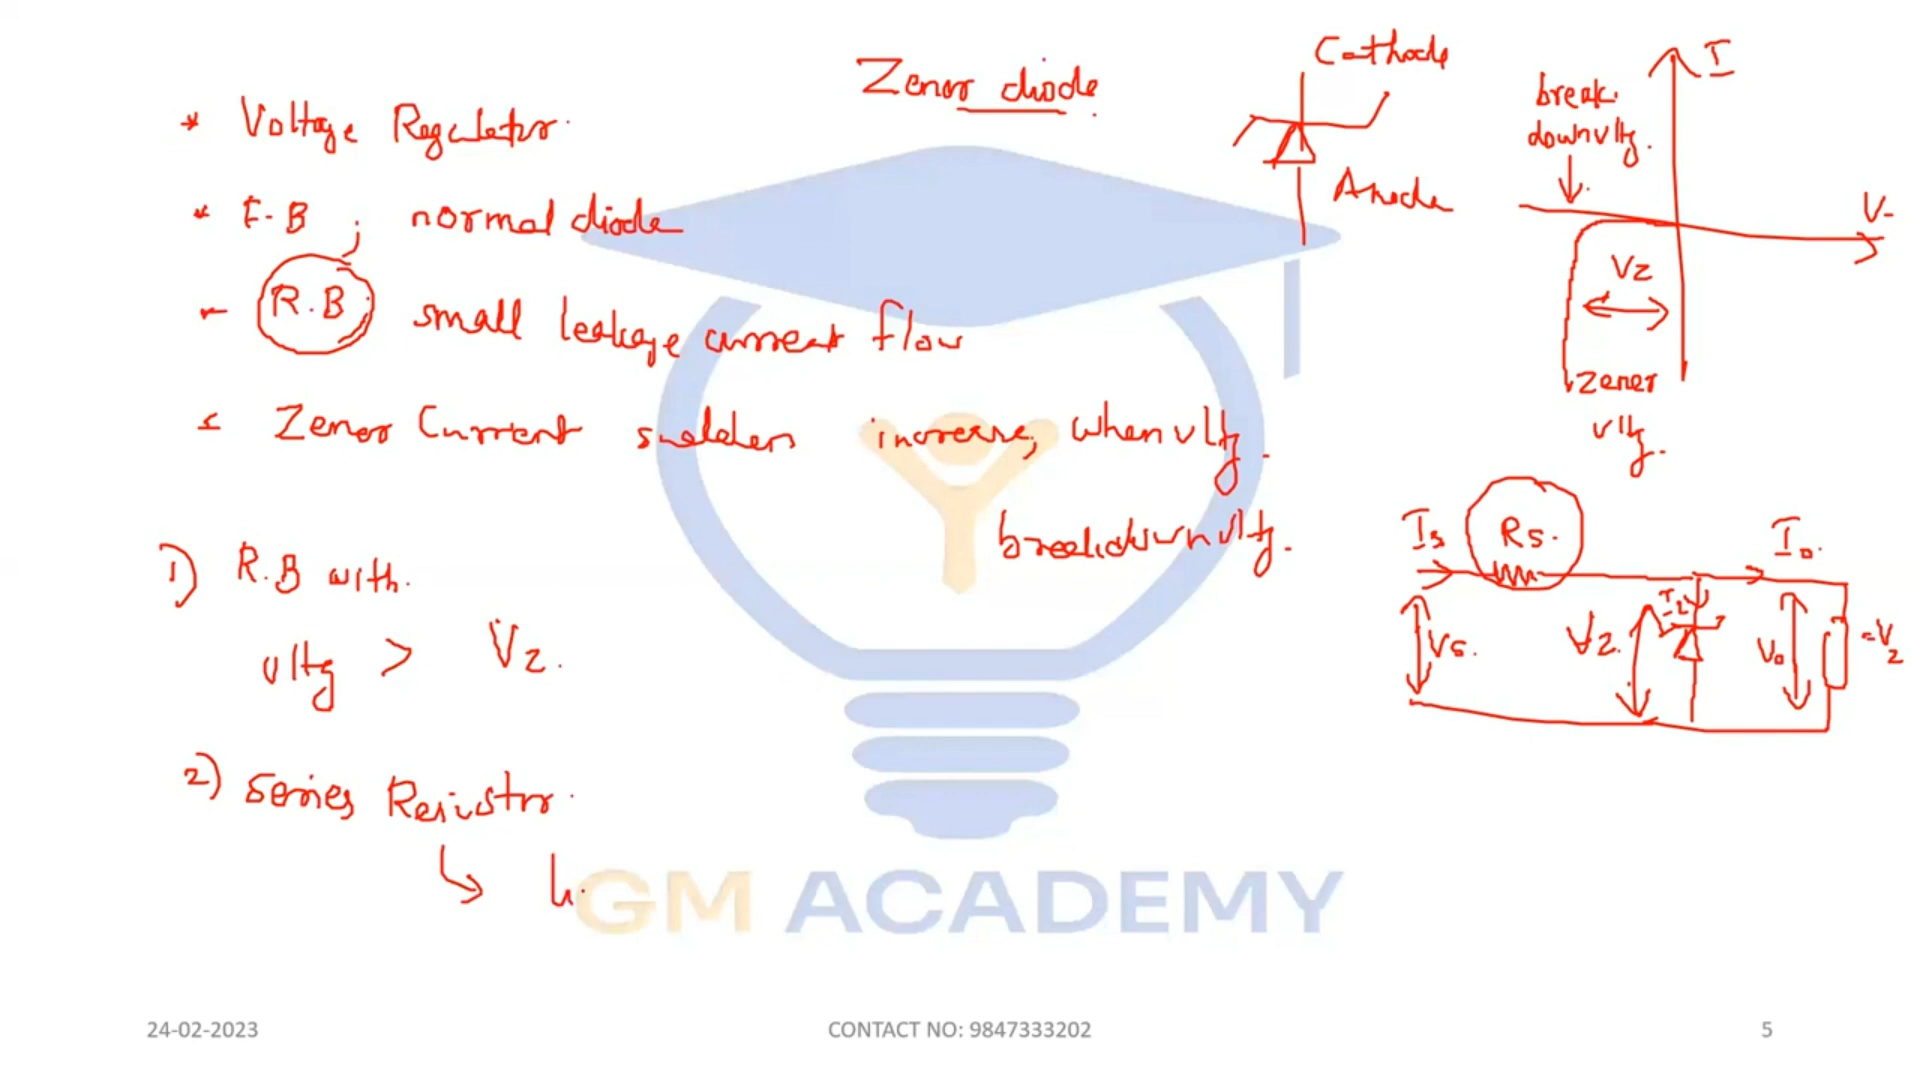 Zener diode
* Voltage Regulator.
* F.B ; normal diode
R.B small leakage current flow
* Zener Current suddenly increase, when vltg.
breakdown vltg.
1) R.B with.
vltg > Vz.
2) Series Resistor.
↳
Cathode
Anode
I
break.
down vltg.
V
Vz
Zener
vltg.
Is
Rs.
Io.
Iz
Vs.
Vz.
Vo
=Vz
GM ACADEMY
24-02-2023
CONTACT NO: 9847333202
5